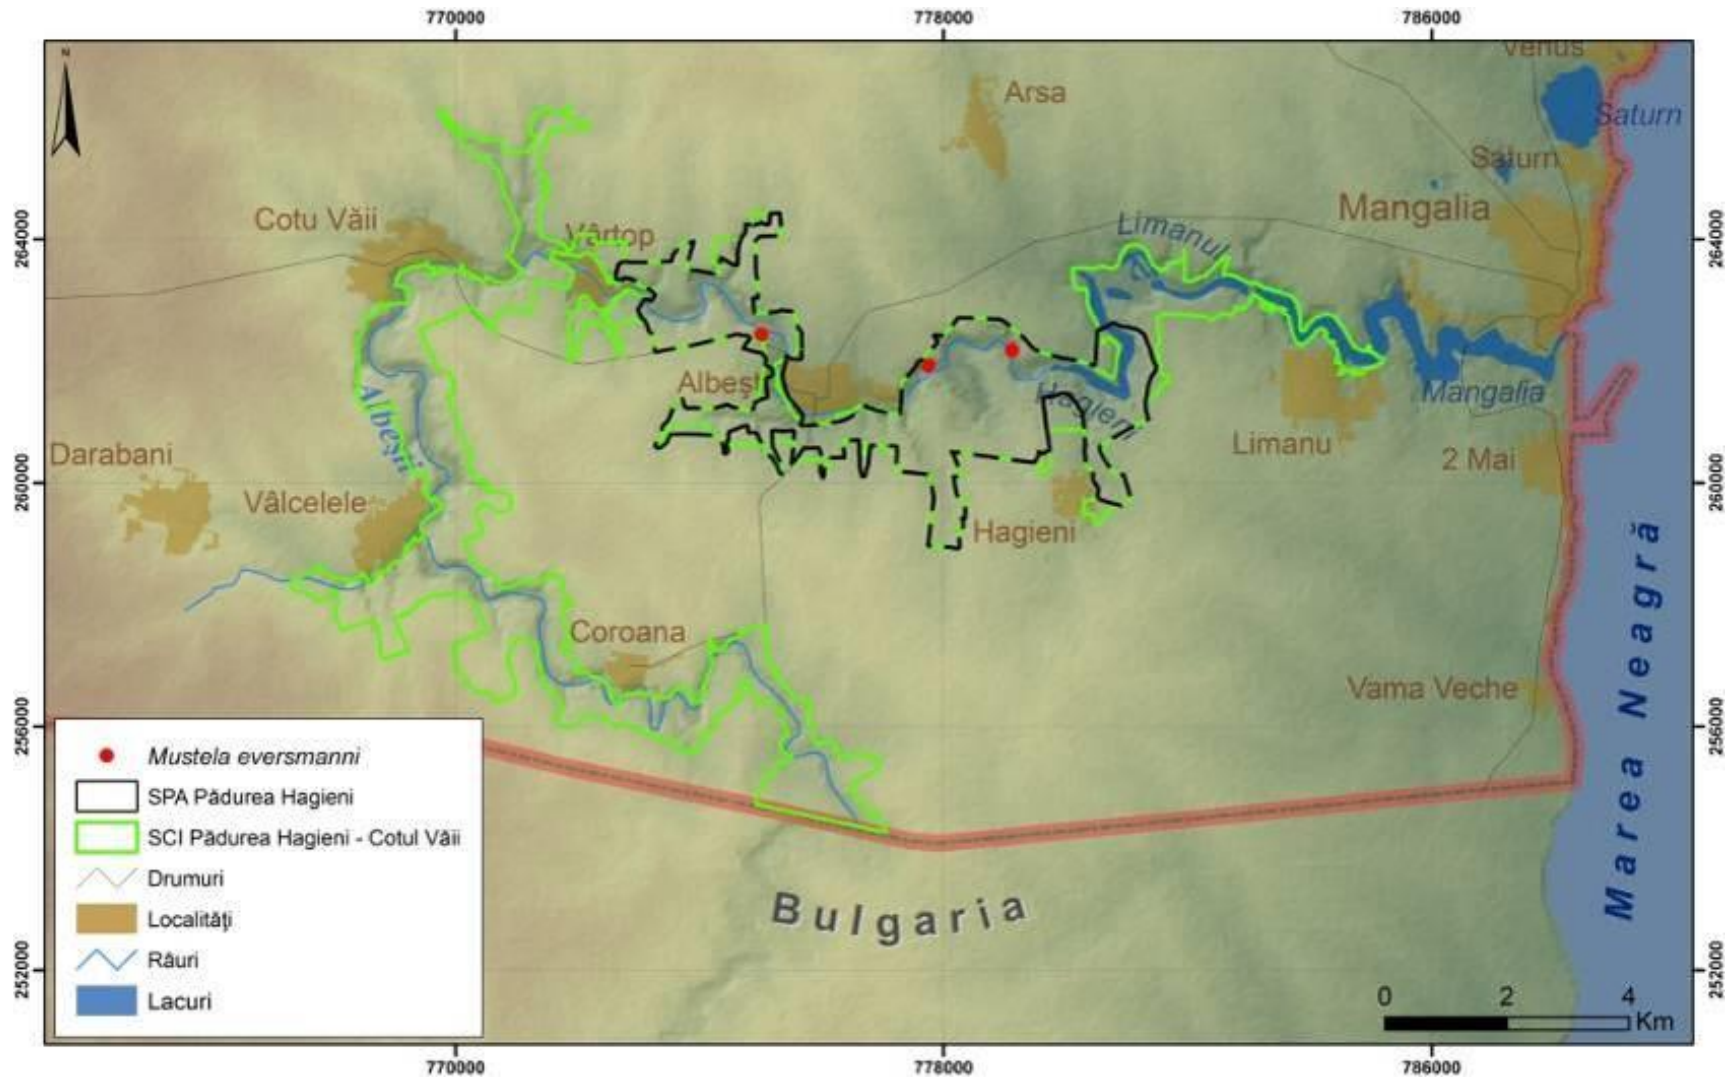 770000
778000
786000
N
Venus
Arsa
Saturn
Saturn
Cotu Văii
Mangalia
Vârtop
Limanul
264000
264000
Albeşti
Hagieni
Mangalia
Albeşti
Limanu
Darabani
2 Mai
Vâlcelele
260000
260000
Hagieni
Coroana
Vama Veche
Marea Neagră
256000
256000
Mustela eversmanni
SPA Pădurea Hagieni
SCI Pădurea Hagieni - Cotul Văii
Drumuri
Localităţi
Râuri
Lacuri
Bulgaria
252000
252000
0 2 4
Km
770000
778000
786000